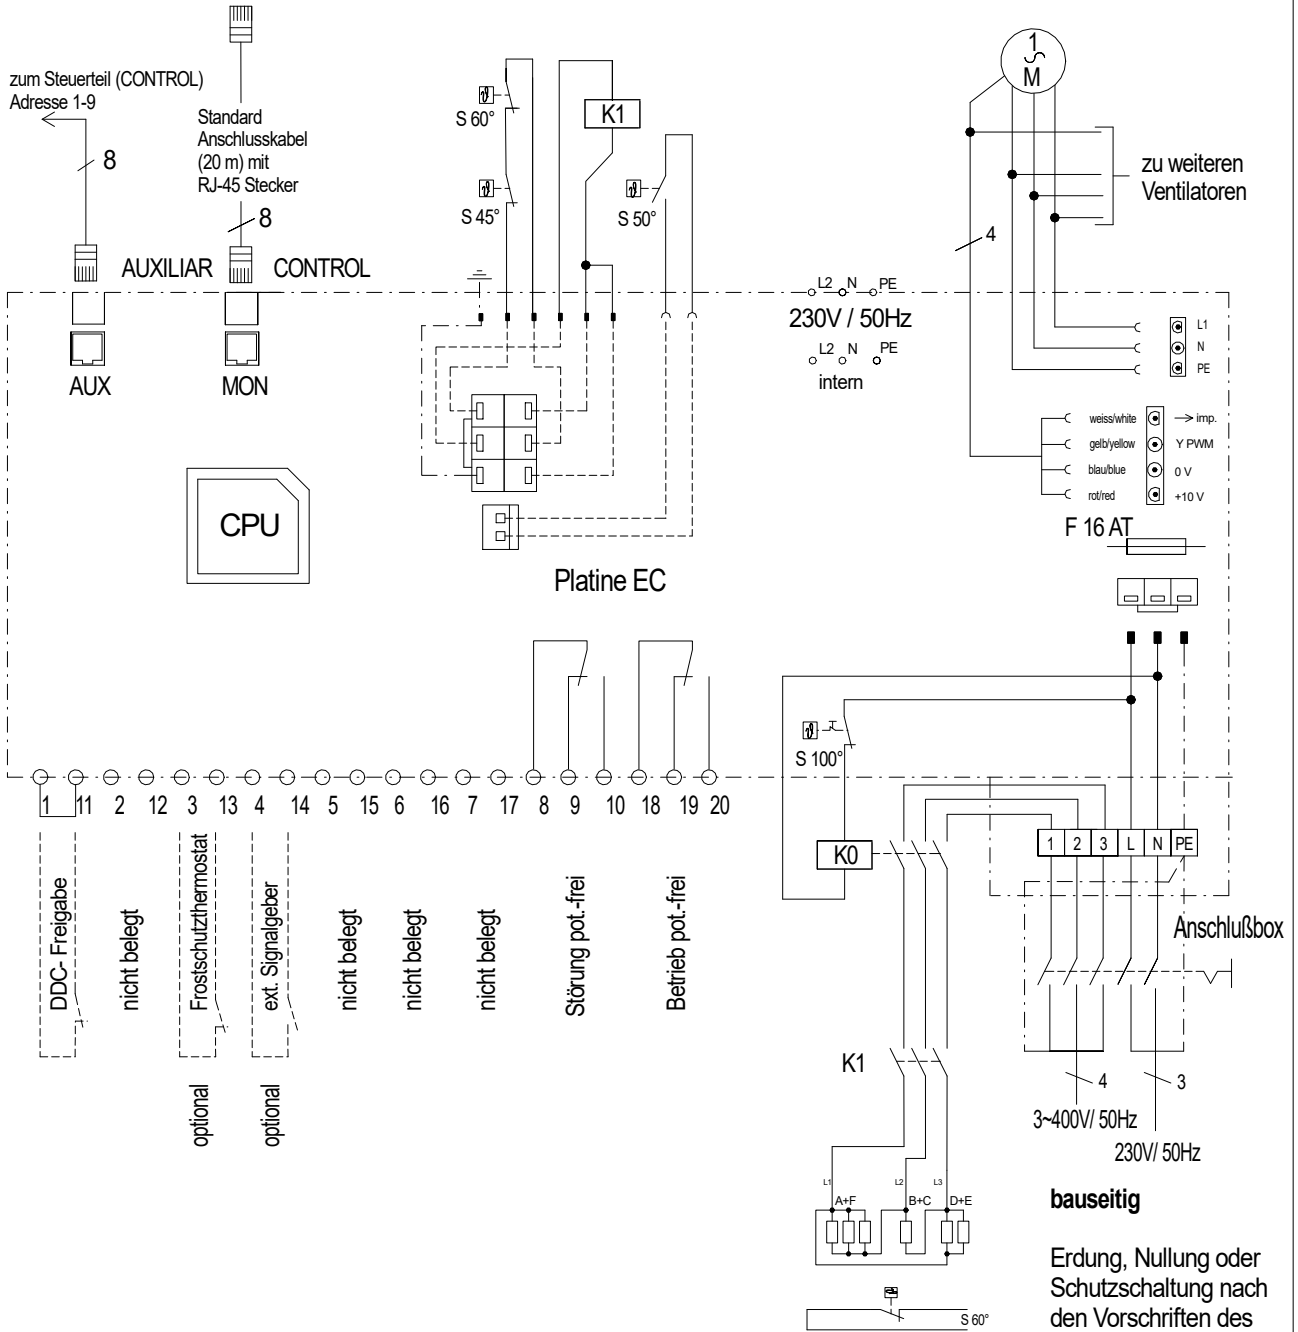 zum Steuerteil (CONTROL)
Adresse 1-9
8
Standard
Anschlusskabel
(20 m) mit
RJ-45 Stecker
8
AUXILIAR
CONTROL
AUX
MON
CPU
S 60°
S 45°
K1
S 50°
1
M
zu weiteren
Ventilatoren
4
L2 N PE
230V / 50Hz
L2 N PE
intern
L1
N
PE
weiss/white
imp.
gelb/yellow
Y PWM
blau/blue
0 V
rot/red
+10 V
F 16 AT
Platine EC
S 100°
1 11 2 12 3 13 4 14 5 15 6 16 7 17 8 9 10 18 19 20
DDC- Freigabe
nicht belegt
Frostschutzthermostat
ext. Signalgeber
nicht belegt
nicht belegt
nicht belegt
Störung pot.-frei
Betrieb pot.-frei
optional
optional
K0
1 2 3 L N PE
Anschlußbox
K1
4
3
3~400V/ 50Hz
230V/ 50Hz
L1
L2
L3
A+F
B+C
D+E
S 60°
bauseitig
Erdung, Nullung oder
Schutzschaltung nach
den Vorschriften des